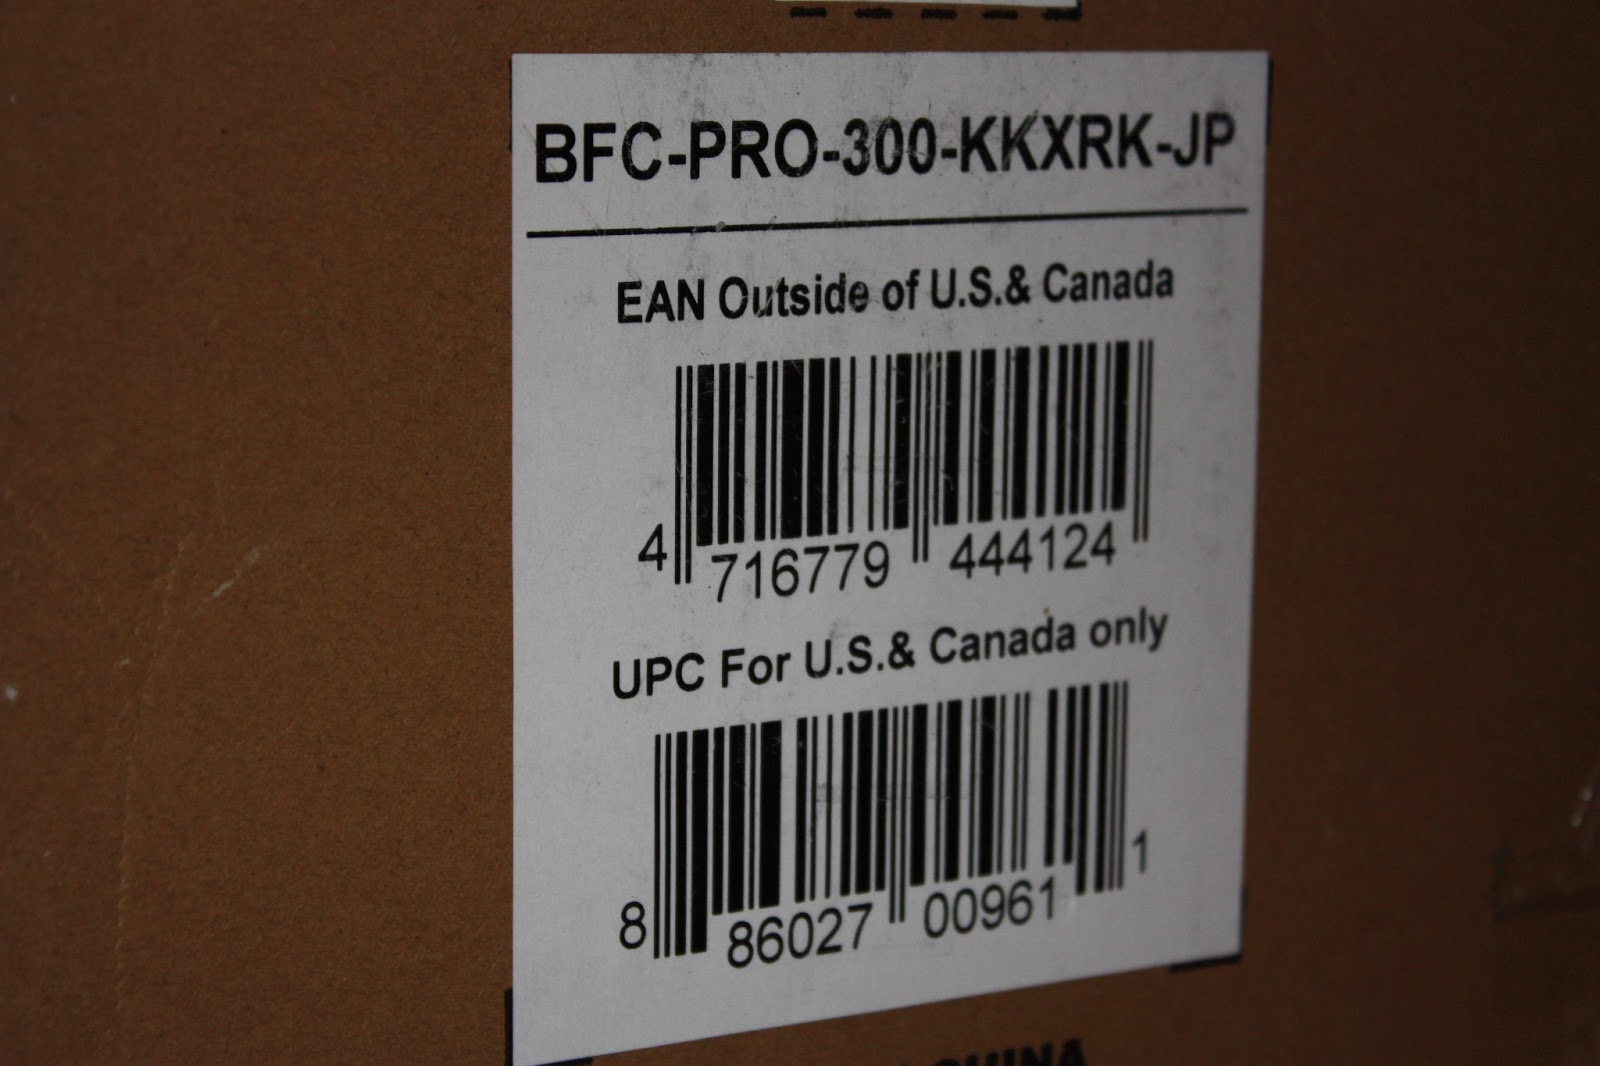 BFC-PRO-300-KKXRK-JP
EAN Outside of U.S.& Canada
4 716779 444124
UPC For U.S.& Canada only
8 86027 00961 1
CHINA